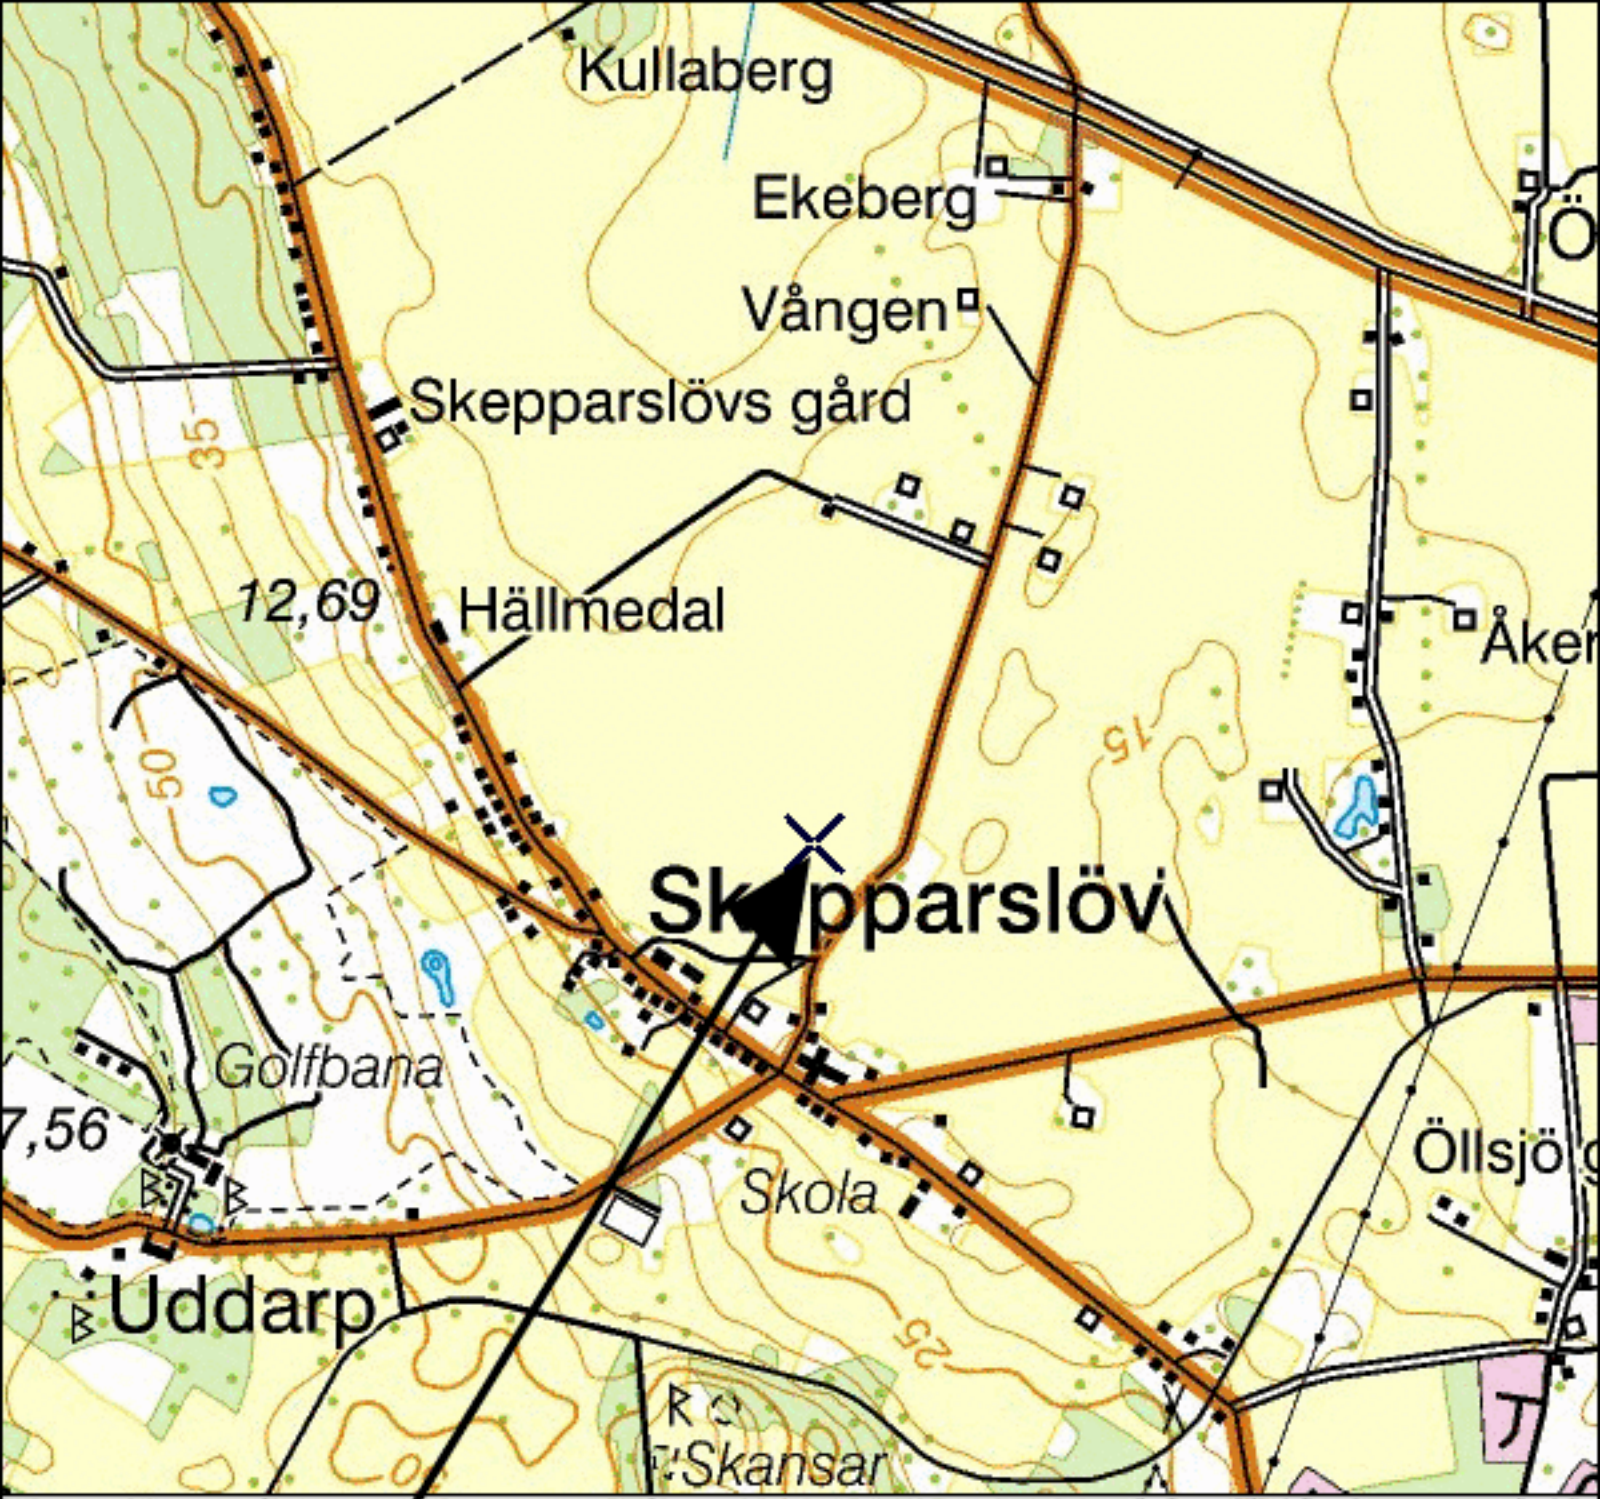 Kullaberg
Ekeberg
Ö
Vången
Skepparslövs gård
35
12,69
Hällmedal
Åker
15
50
Skepparslöv
Golfbana
7,56
Öllsjö g
Skola
Uddarp
25
R
Skansar